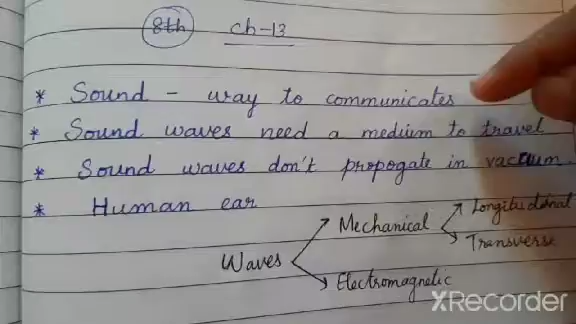 8th ch-13
* Sound - way to communicates
* Sound waves need a medium to travel
* Sound waves don't propogate in vaccum.
* Human ear
Waves
Mechanical
Longitudinal
Transverse
Electromagnetic
XRecorder